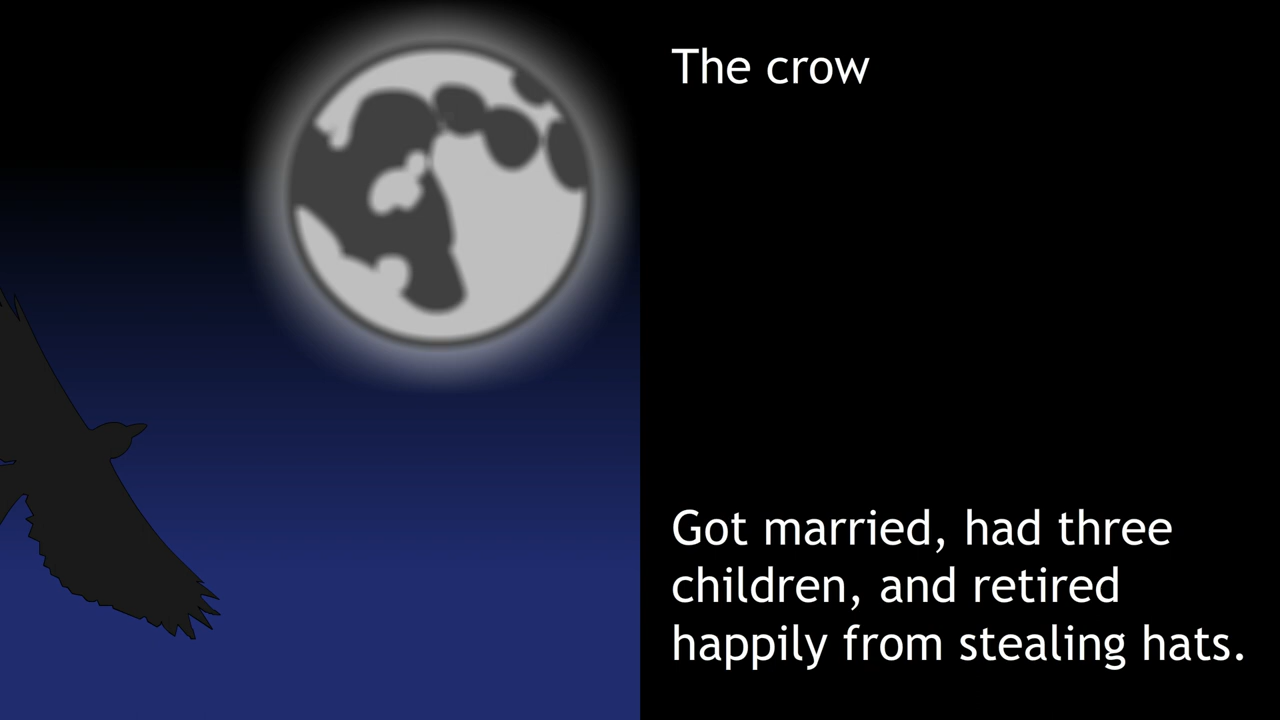 The crow
Got married, had three
children, and retired
happily from stealing hats.